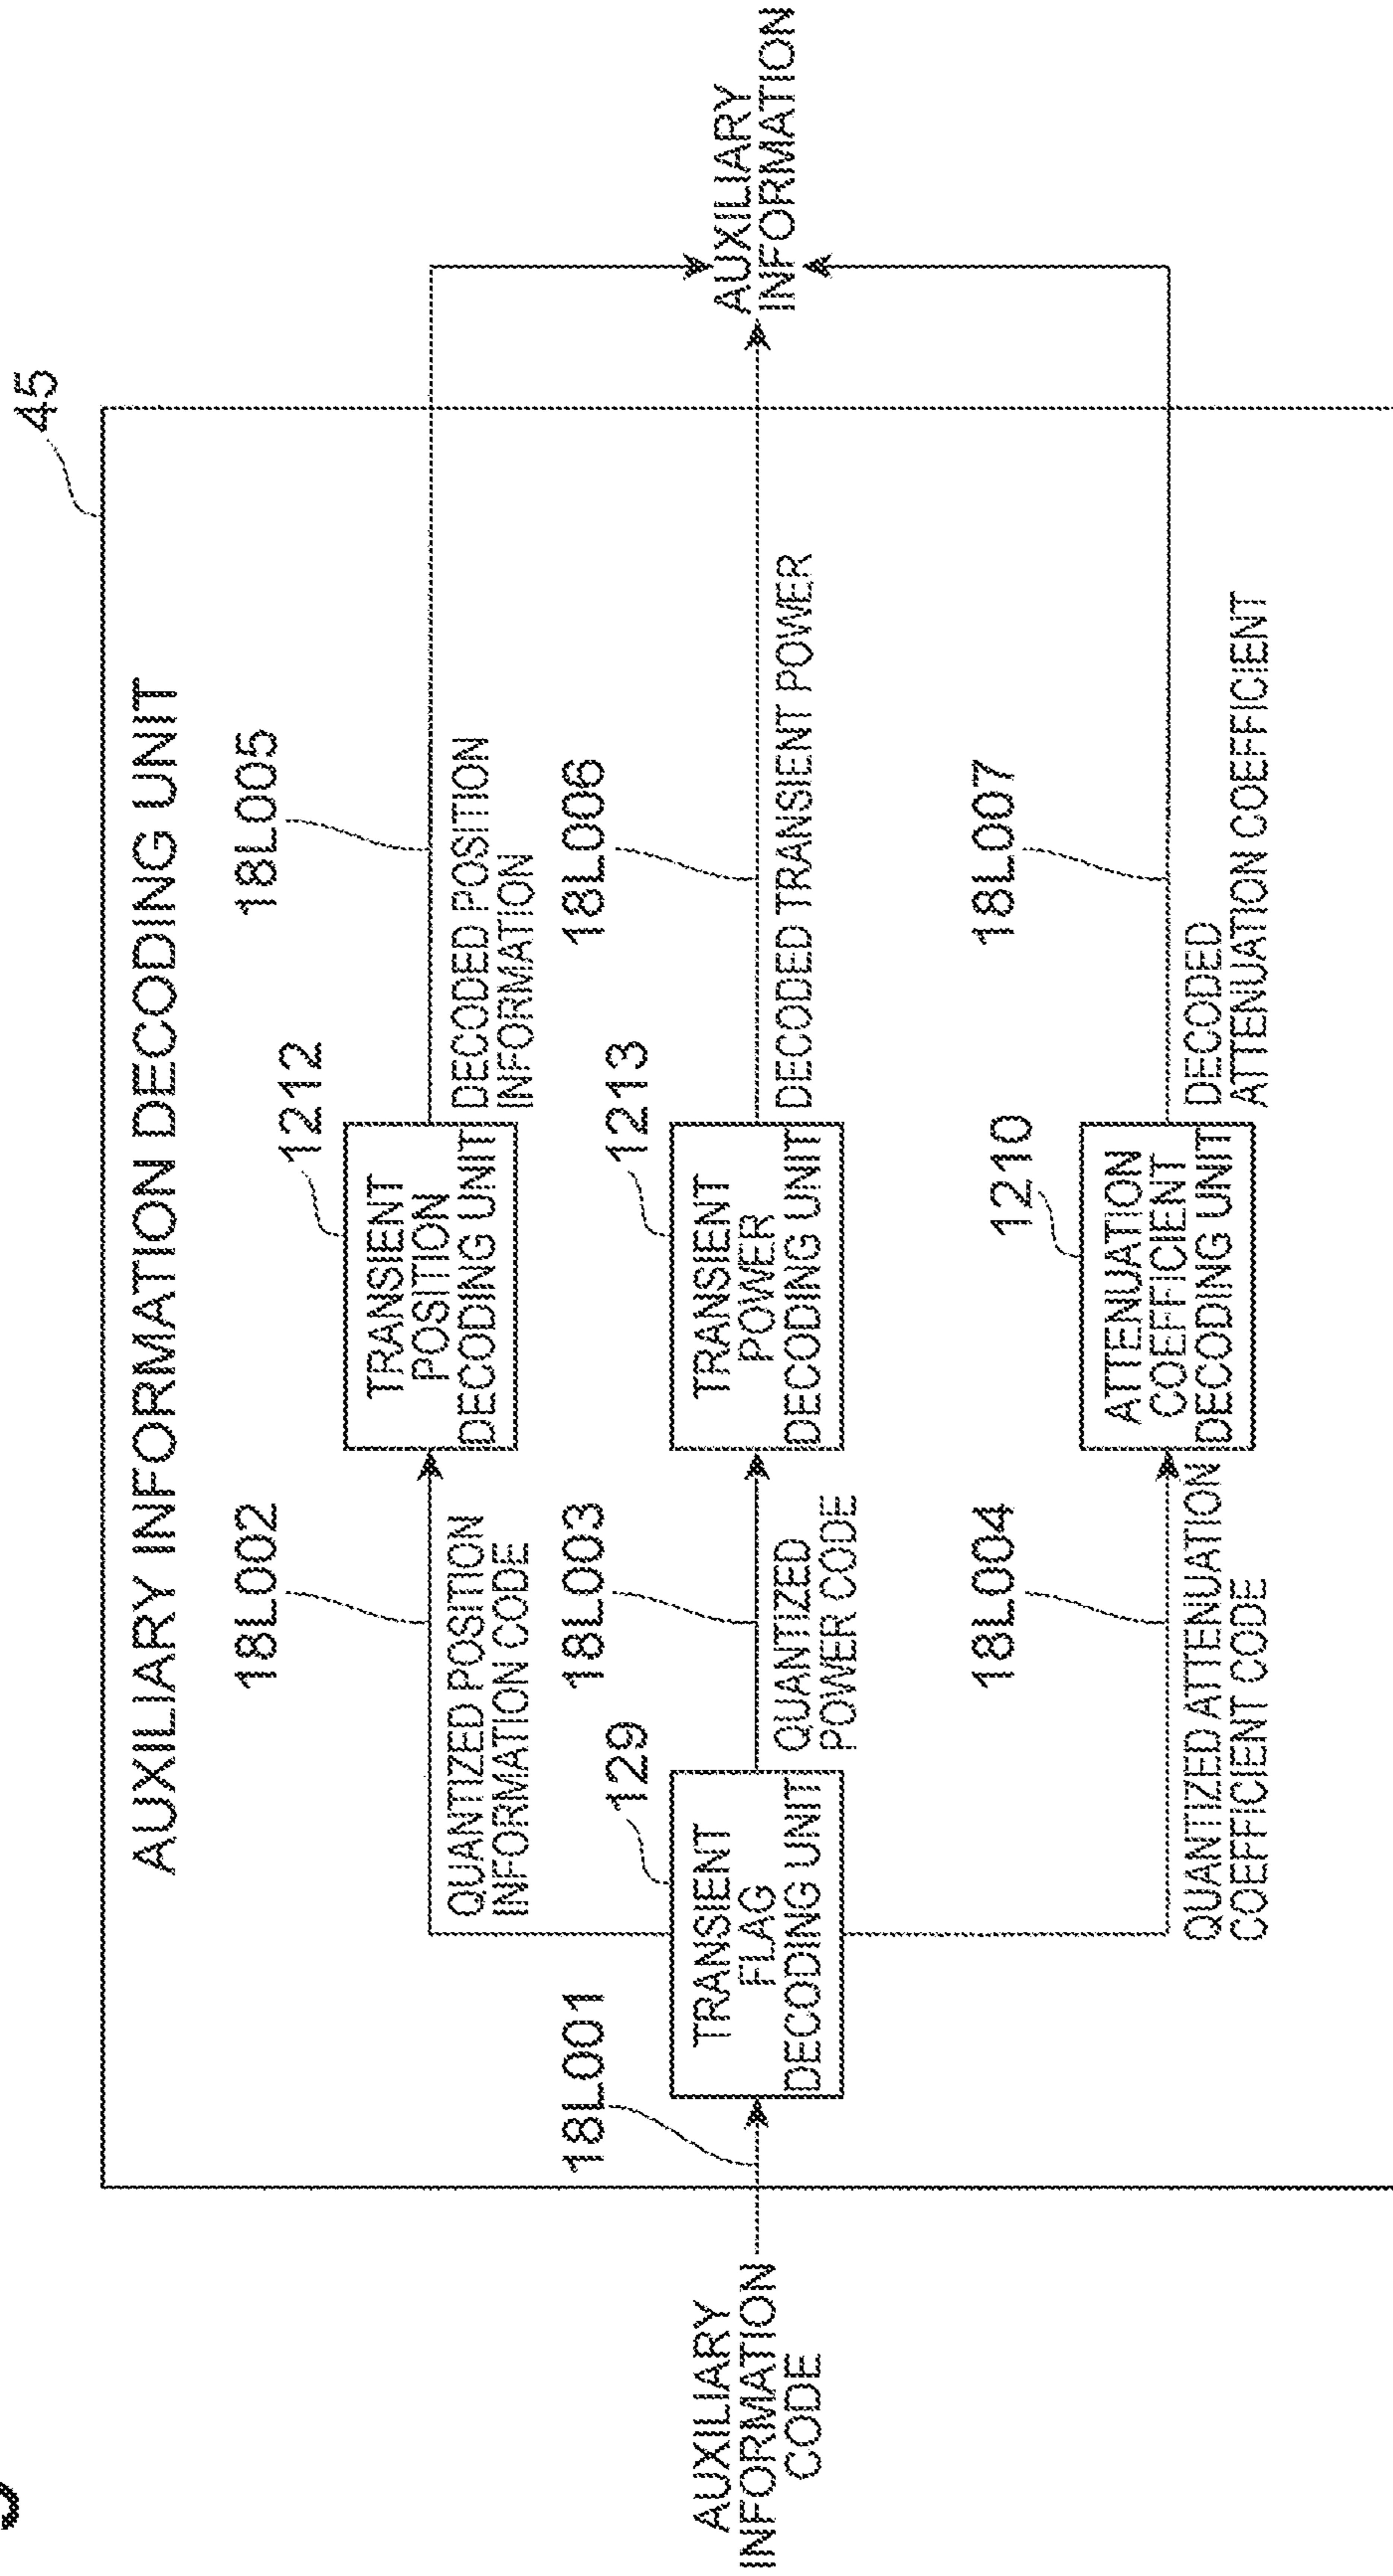 45
AUXILIARY INFORMATION DECODING UNIT
18L002
1212
18L005
QUANTIZED POSITION
INFORMATION CODE
TRANSIENT
POSITION
DECODING UNIT
DECODED POSITION
INFORMATION
18L001
129
18L003
1213
18L006
AUXILIARY
INFORMATION
CODE
TRANSIENT
FLAG
DECODING UNIT
QUANTIZED
POWER CODE
TRANSIENT
POWER
DECODING UNIT
DECODED TRANSIENT POWER
AUXILIARY
INFORMATION
18L004
1210
18L007
QUANTIZED ATTENUATION
COEFFICIENT CODE
ATTENUATION
COEFFICIENT
DECODING UNIT
DECODED
ATTENUATION COEFFICIENT